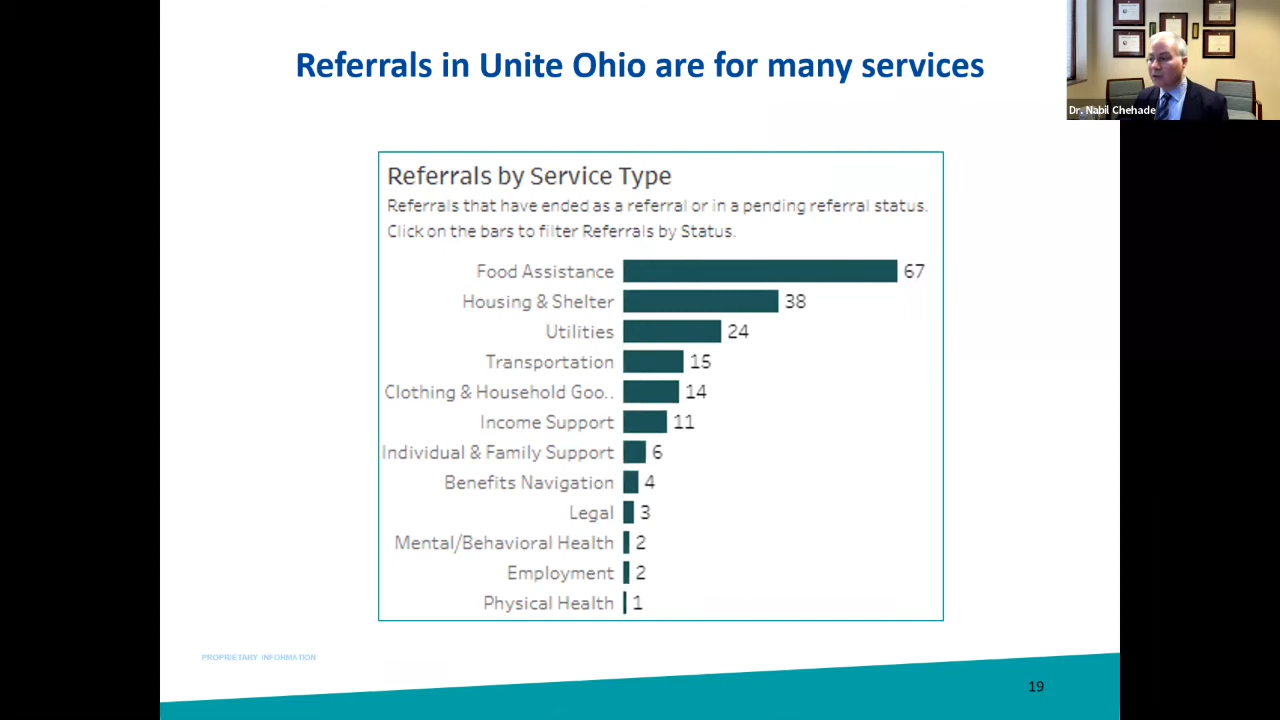 Referrals in Unite Ohio are for many services
Dr. Nabil Chehade
Referrals by Service Type
Referrals that have ended as a referral or in a pending referral status.
Click on the bars to filter Referrals by Status.
Food Assistance 67
Housing & Shelter 38
Utilities 24
Transportation 15
Clothing & Household Goo.. 14
Income Support 11
Individual & Family Support 6
Benefits Navigation 4
Legal 3
Mental/Behavioral Health 2
Employment 2
Physical Health 1
PROPRIETARY INFORMATION
19